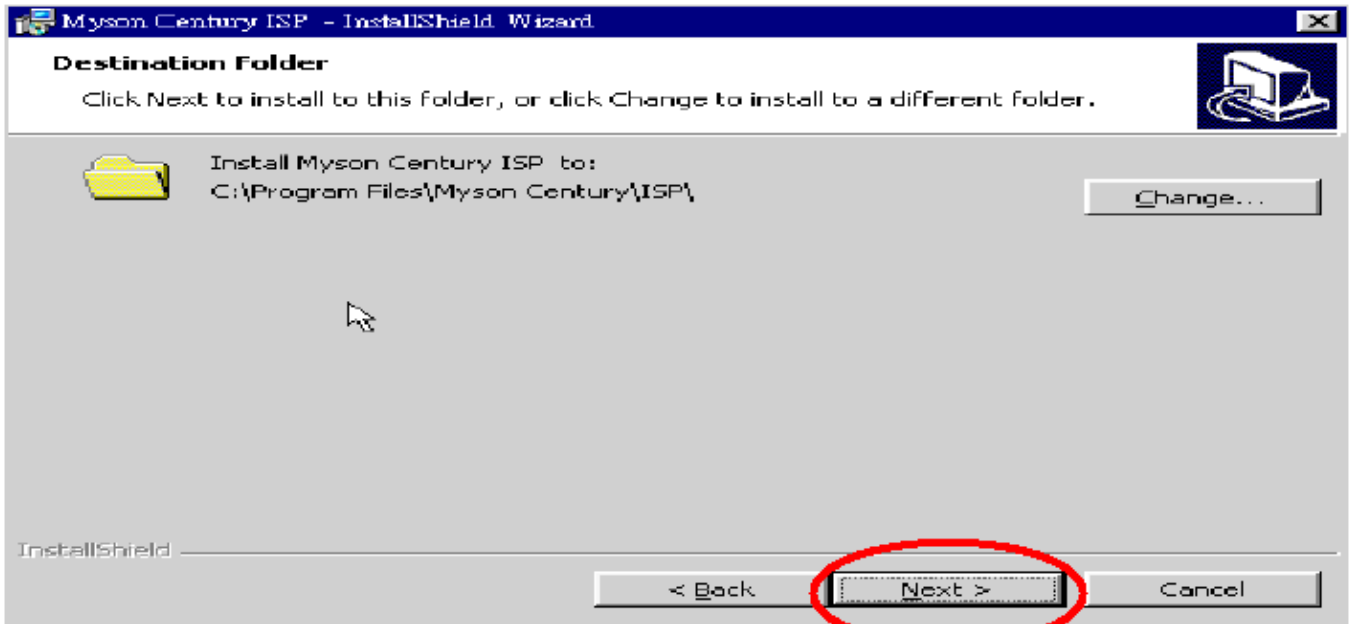 Myson Century ISP - InstallShield Wizard
Destination Folder
Click Next to install to this folder, or click Change to install to a different folder.
Install Myson Century ISP to:
C:\Program Files\Myson Century\ISP\
Change...
InstallShield
< Back
Next >
Cancel